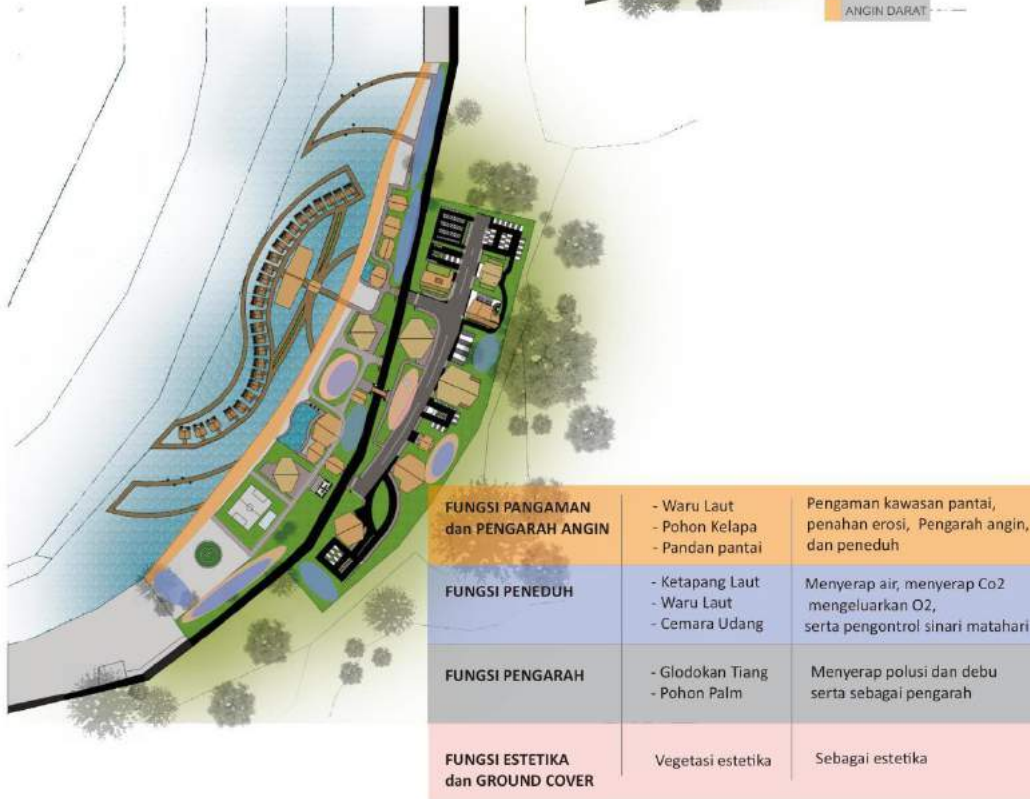 ANGIN DARAT
FUNGSI PANGAMAN
dan PENGARAH ANGIN
- Waru Laut
- Pohon Kelapa
- Pandan pantai
Pengaman kawasan pantai,
penahan erosi, Pengarah angin,
dan peneduh
FUNGSI PENEDUH
- Ketapang Laut
- Waru Laut
- Cemara Udang
Menyerap air, menyerap Co2
mengeluarkan O2,
serta pengontrol sinari matahari
FUNGSI PENGARAH
- Glodokan Tiang
- Pohon Palm
Menyerap polusi dan debu
serta sebagai pengarah
FUNGSI ESTETIKA
dan GROUND COVER
Vegetasi estetika
Sebagai estetika